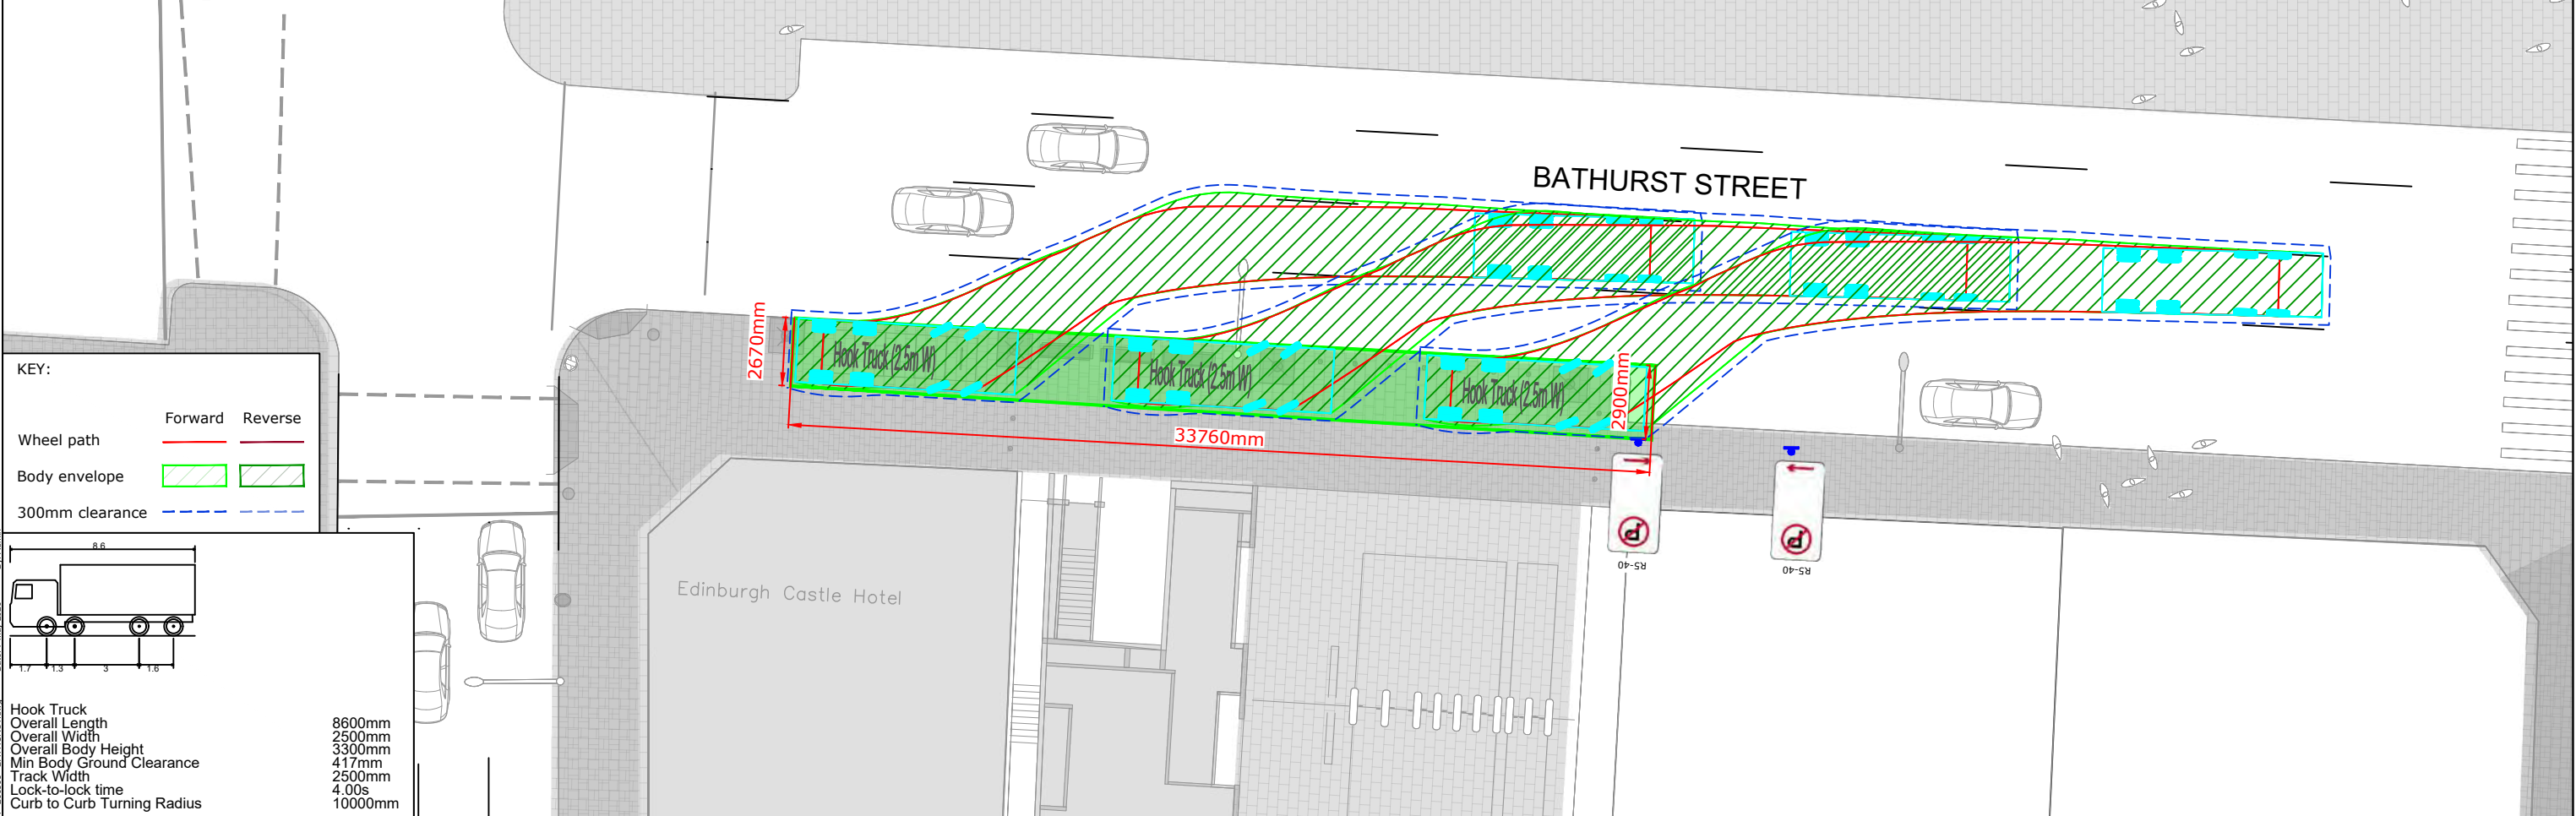 BATHURST STREET
2670mm
Hook Truck (2.5m W)
Hook Truck (2.5m W)
Hook Truck (2.5m W)
2900mm
33760mm
P
R5-40
P
R5-40
Edinburgh Castle Hotel
KEY:
Forward Reverse
Wheel path
Body envelope
300mm clearance
8.6
1.7 1.3 3 1.6
Hook Truck
Overall Length 8600mm
Overall Width 2500mm
Overall Body Height 3300mm
Min Body Ground Clearance 417mm
Track Width 2500mm
Lock-to-lock time 4.00s
Curb to Curb Turning Radius 10000mm